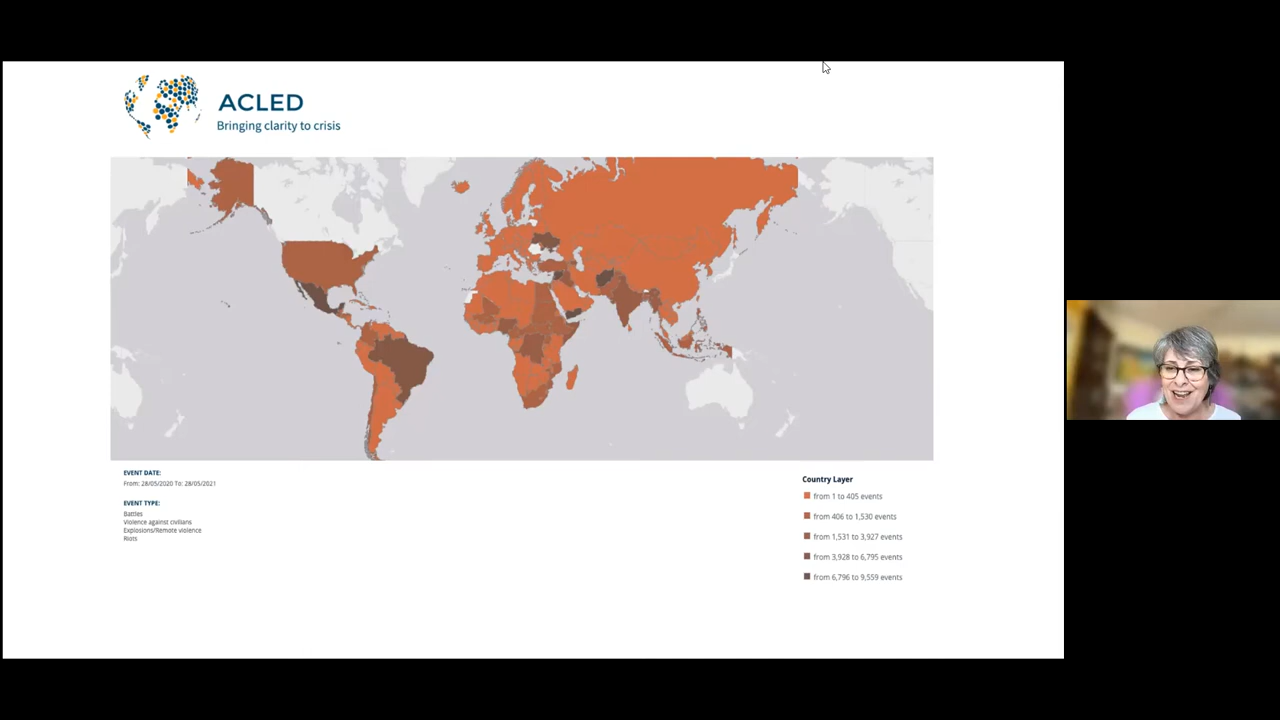 ACLED
Bringing clarity to crisis
EVENT DATE:
From: 28/05/2020 To: 28/05/2021
EVENT TYPE:
Battles
Violence against civilians
Explosions/Remote violence
Riots
Country Layer
from 1 to 405 events
from 406 to 1,530 events
from 1,531 to 3,927 events
from 3,928 to 6,795 events
from 6,796 to 9,559 events